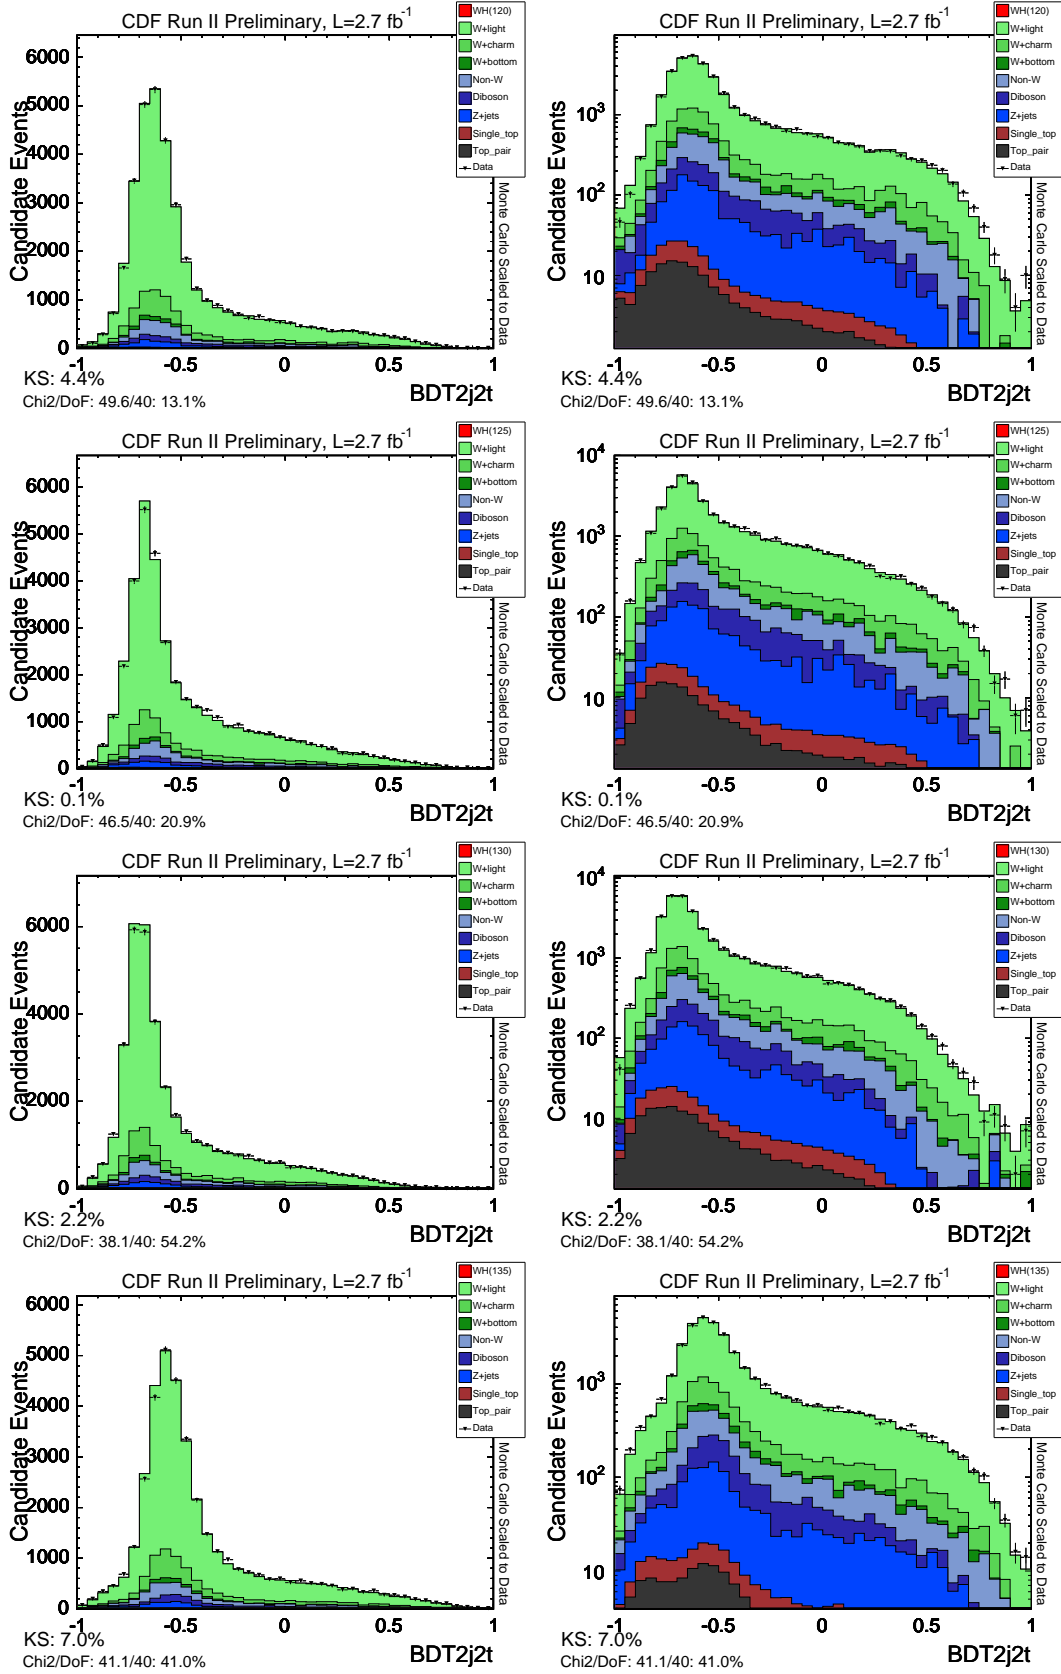 CDF Run II Preliminary, L=2.7 fb-1
Candidate Events
6000
5000
4000
3000
2000
1000
0
-1 -0.5 0 0.5 1
BDT2j2t
KS: 4.4%
Chi2/DoF: 49.6/40: 13.1%
WH(120)
W+light
W+charm
W+bottom
Non-W
Diboson
Z+jets
Single_top
Top_pair
Data
Monte Carlo Scaled to Data
CDF Run II Preliminary, L=2.7 fb-1
Candidate Events
10^3
10^2
10
-1 -0.5 0 0.5 1
BDT2j2t
KS: 4.4%
Chi2/DoF: 49.6/40: 13.1%
WH(120)
W+light
W+charm
W+bottom
Non-W
Diboson
Z+jets
Single_top
Top_pair
Data
Monte Carlo Scaled to Data
CDF Run II Preliminary, L=2.7 fb-1
Candidate Events
6000
5000
4000
3000
2000
1000
0
-1 -0.5 0 0.5 1
BDT2j2t
KS: 0.1%
Chi2/DoF: 46.5/40: 20.9%
WH(125)
W+light
W+charm
W+bottom
Non-W
Diboson
Z+jets
Single_top
Top_pair
Data
Monte Carlo Scaled to Data
CDF Run II Preliminary, L=2.7 fb-1
Candidate Events
10^4
10^3
10^2
10
-1 -0.5 0 0.5 1
BDT2j2t
KS: 0.1%
Chi2/DoF: 46.5/40: 20.9%
WH(125)
W+light
W+charm
W+bottom
Non-W
Diboson
Z+jets
Single_top
Top_pair
Data
Monte Carlo Scaled to Data
CDF Run II Preliminary, L=2.7 fb-1
Candidate Events
6000
5000
4000
3000
2000
1000
0
-1 -0.5 0 0.5 1
BDT2j2t
KS: 2.2%
Chi2/DoF: 38.1/40: 54.2%
WH(130)
W+light
W+charm
W+bottom
Non-W
Diboson
Z+jets
Single_top
Top_pair
Data
Monte Carlo Scaled to Data
CDF Run II Preliminary, L=2.7 fb-1
Candidate Events
10^4
10^3
10^2
10
-1 -0.5 0 0.5 1
BDT2j2t
KS: 2.2%
Chi2/DoF: 38.1/40: 54.2%
WH(130)
W+light
W+charm
W+bottom
Non-W
Diboson
Z+jets
Single_top
Top_pair
Data
Monte Carlo Scaled to Data
CDF Run II Preliminary, L=2.7 fb-1
Candidate Events
6000
5000
4000
3000
2000
1000
0
-1 -0.5 0 0.5 1
BDT2j2t
KS: 7.0%
Chi2/DoF: 41.1/40: 41.0%
WH(135)
W+light
W+charm
W+bottom
Non-W
Diboson
Z+jets
Single_top
Top_pair
Data
Monte Carlo Scaled to Data
CDF Run II Preliminary, L=2.7 fb-1
Candidate Events
10^3
10^2
10
-1 -0.5 0 0.5 1
BDT2j2t
KS: 7.0%
Chi2/DoF: 41.1/40: 41.0%
WH(135)
W+light
W+charm
W+bottom
Non-W
Diboson
Z+jets
Single_top
Top_pair
Data
Monte Carlo Scaled to Data